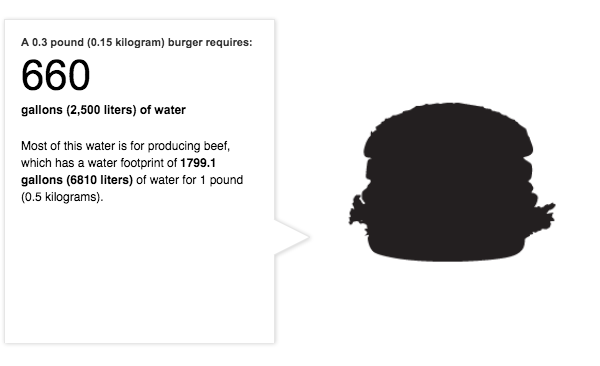 A 0.3 pound (0.15 kilogram) burger requires:
660
gallons (2,500 liters) of water
Most of this water is for producing beef,
which has a water footprint of 1799.1
gallons (6810 liters) of water for 1 pound
(0.5 kilograms).